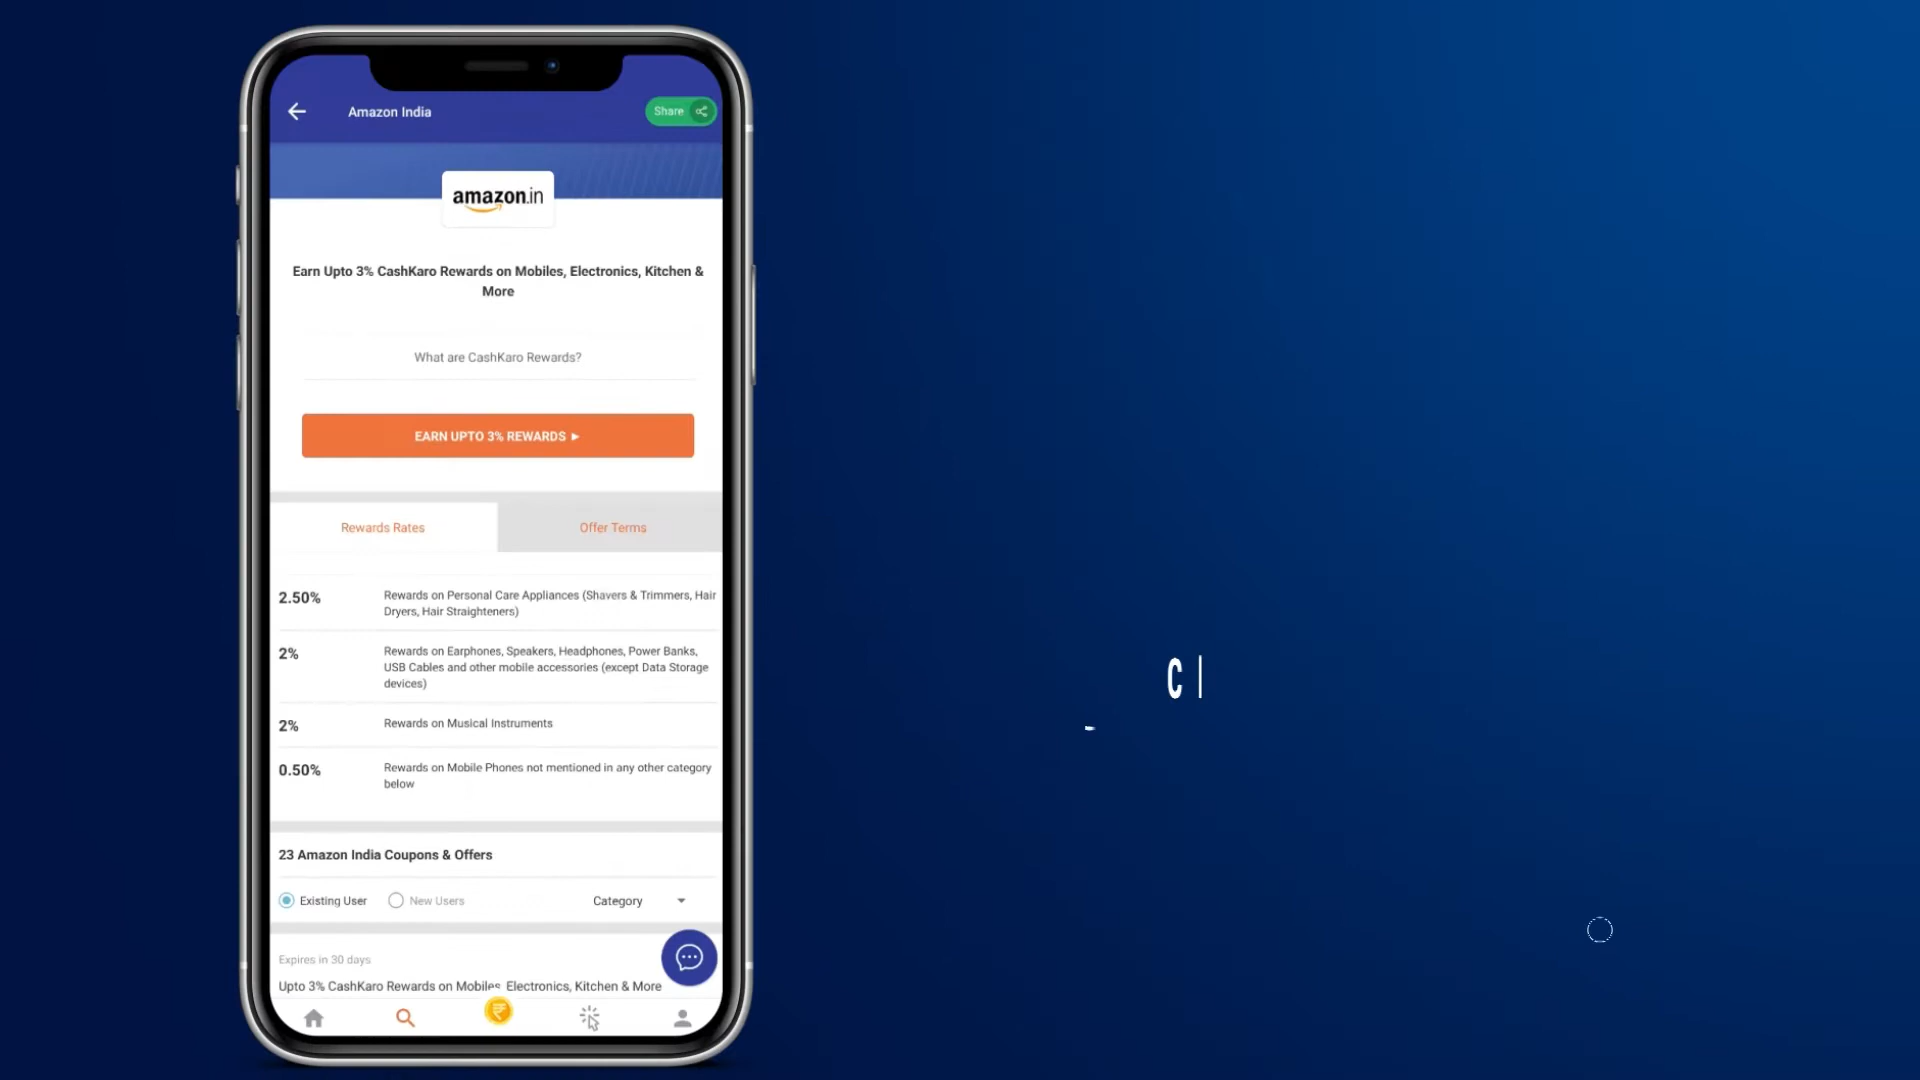 Amazon India
Share
amazon.in
Earn Upto 3% CashKaro Rewards on Mobiles, Electronics, Kitchen &
More
What are CashKaro Rewards?
EARN UPTO 3% REWARDS ►
Rewards Rates
Offer Terms
2.50%
Rewards on Personal Care Appliances (Shavers & Trimmers, Hair
Dryers, Hair Straighteners)
2%
Rewards on Earphones, Speakers, Headphones, Power Banks,
USB Cables and other mobile accessories (except Data Storage
devices)
2%
Rewards on Musical Instruments
0.50%
Rewards on Mobile Phones not mentioned in any other category
below
23 Amazon India Coupons & Offers
Existing User
New Users
Category
Expires in 30 days
Upto 3% CashKaro Rewards on Mobiles, Electronics, Kitchen & More
₹
C